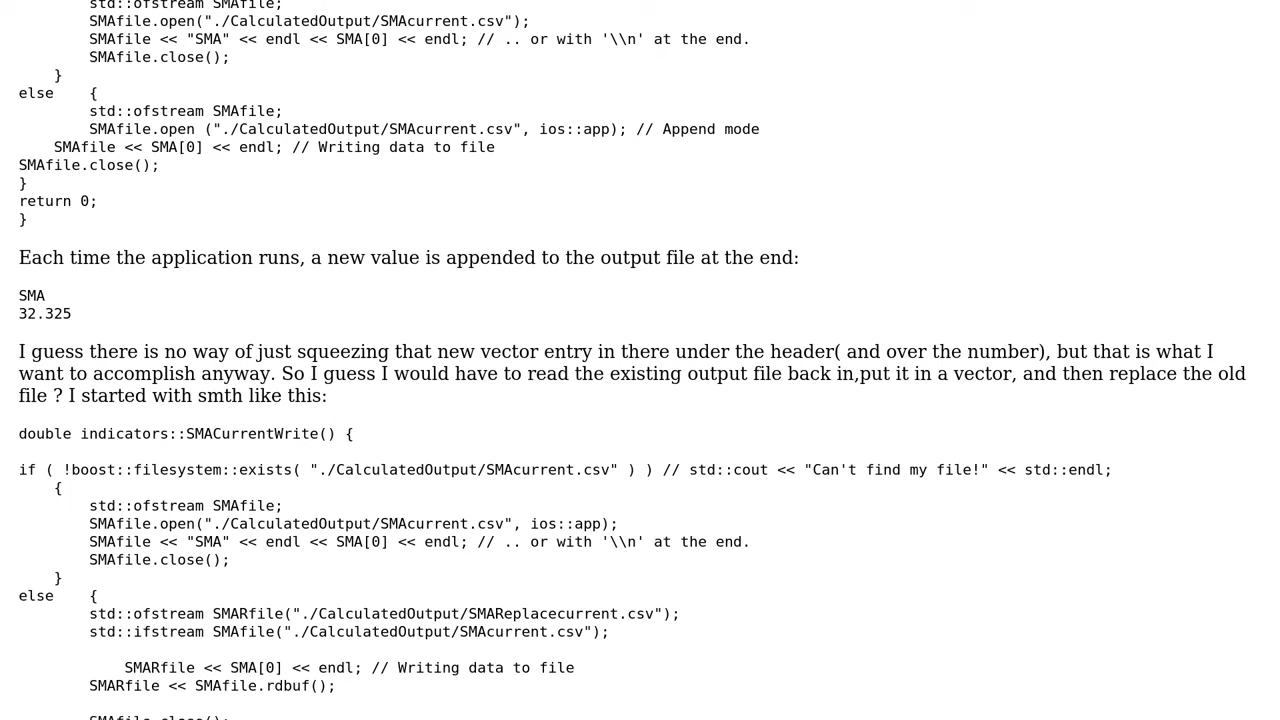 std::ofstream SMAfile;
SMAfile.open("./CalculatedOutput/SMAcurrent.csv");
SMAfile << "SMA" << endl << SMA[0] << endl; // .. or with '\\n' at the end.
SMAfile.close();
}
else    {
std::ofstream SMAfile;
SMAfile.open ("./CalculatedOutput/SMAcurrent.csv", ios::app); // Append mode
SMAfile << SMA[0] << endl; // Writing data to file
SMAfile.close();
}
return 0;
}
Each time the application runs, a new value is appended to the output file at the end:
SMA
32.325
I guess there is no way of just squeezing that new vector entry in there under the header( and over the number), but that is what I
want to accomplish anyway. So I guess I would have to read the existing output file back in,put it in a vector, and then replace the old
file ? I started with smth like this:
double indicators::SMACurrentWrite() {
if ( !boost::filesystem::exists( "./CalculatedOutput/SMAcurrent.csv" ) ) // std::cout << "Can't find my file!" << std::endl;
{
std::ofstream SMAfile;
SMAfile.open("./CalculatedOutput/SMAcurrent.csv", ios::app);
SMAfile << "SMA" << endl << SMA[0] << endl; // .. or with '\\n' at the end.
SMAfile.close();
}
else    {
std::ofstream SMARfile("./CalculatedOutput/SMAReplacecurrent.csv");
std::ifstream SMAfile("./CalculatedOutput/SMAcurrent.csv");
SMARfile << SMA[0] << endl; // Writing data to file
SMARfile << SMAfile.rdbuf();
SMAfile.close();